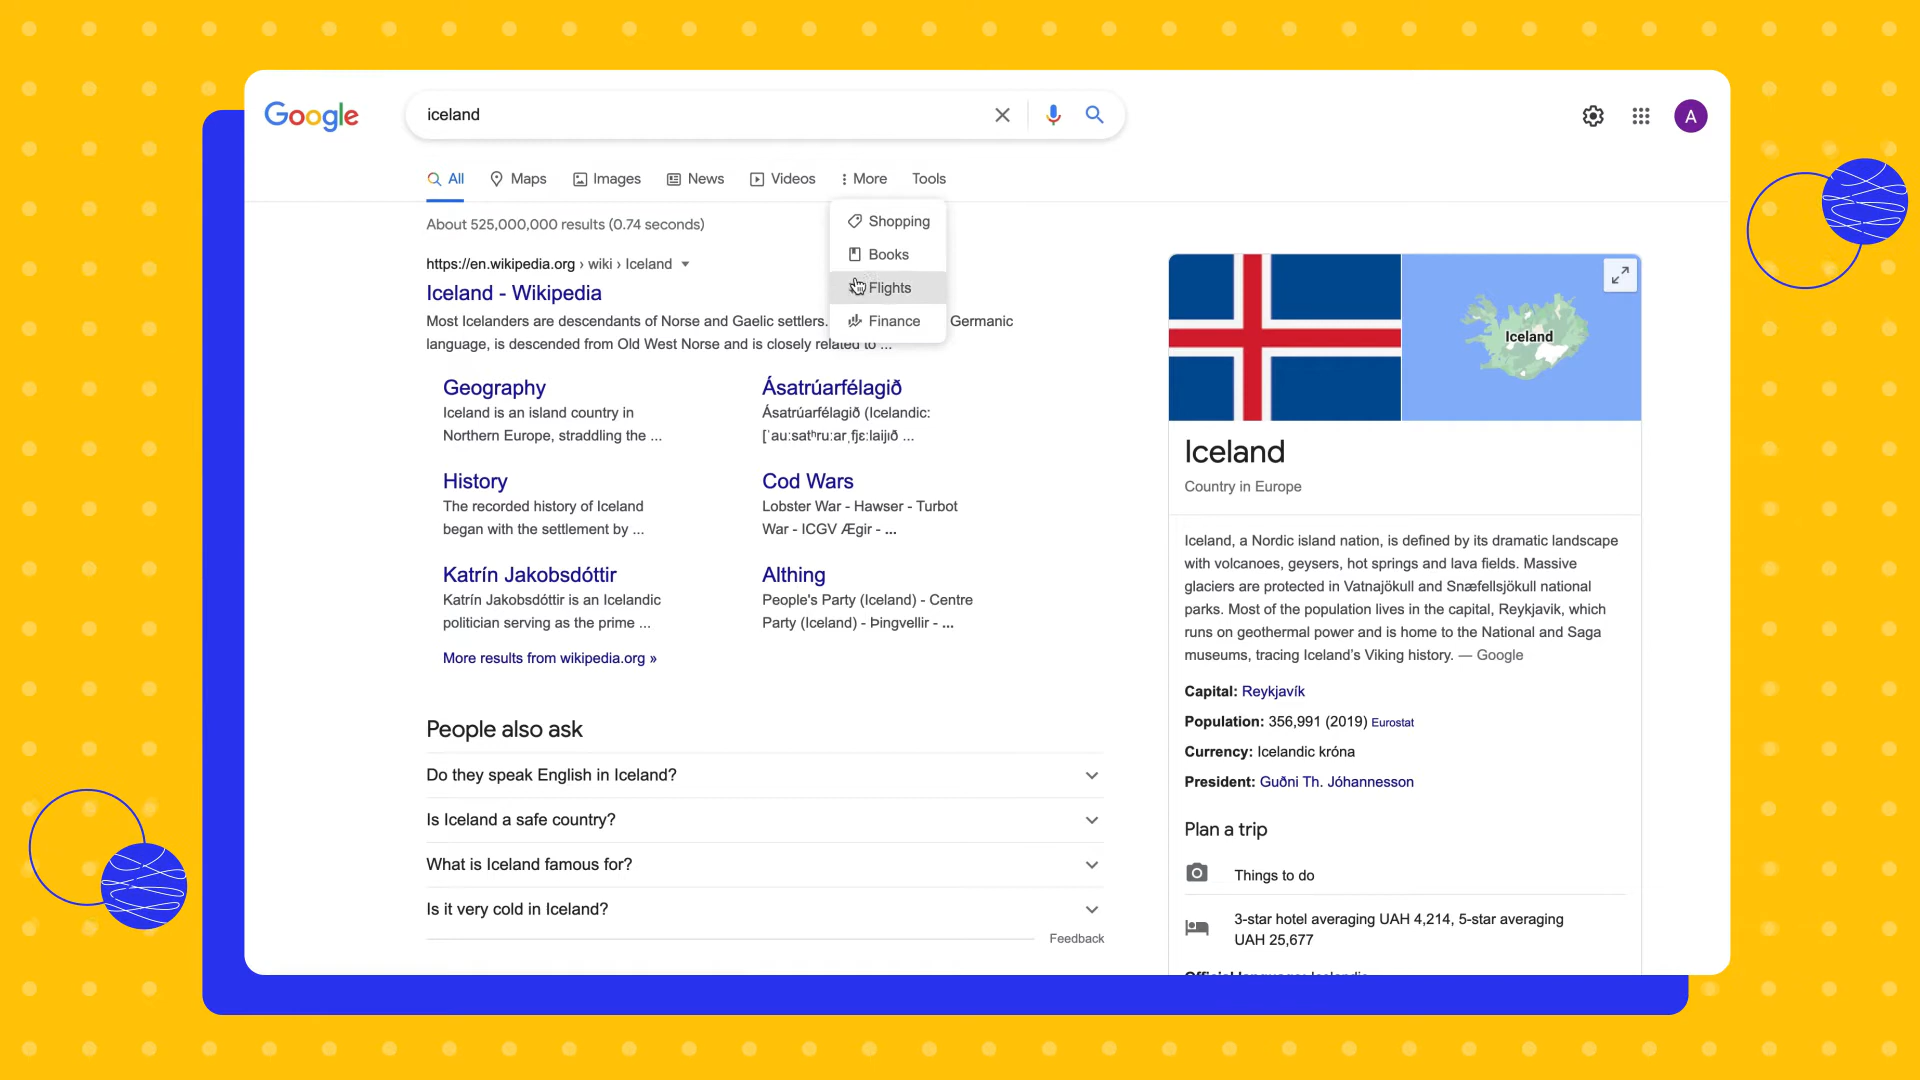 Google
iceland
A
All
Maps
Images
News
Videos
More
Tools
Shopping
Books
Flights
Finance
About 525,000,000 results (0.74 seconds)
https://en.wikipedia.org › wiki › Iceland
Iceland - Wikipedia
Most Icelanders are descendants of Norse and Gaelic settlers. Germanic
language, is descended from Old West Norse and is closely related to ...
Geography
Iceland is an island country in
Northern Europe, straddling the ...
Ásatrúarfélagið
Ásatrúarfélagið (Icelandic:
[ˈauːsatʰruːarˌfjɛːlaijɪð ...
History
The recorded history of Iceland
began with the settlement by ...
Cod Wars
Lobster War - Hawser - Turbot
War - ICGV Ægir - ...
Katrín Jakobsdóttir
Katrín Jakobsdóttir is an Icelandic
politician serving as the prime ...
Althing
People's Party (Iceland) - Centre
Party (Iceland) - Þingvellir - ...
More results from wikipedia.org »
People also ask
Do they speak English in Iceland?
Is Iceland a safe country?
What is Iceland famous for?
Is it very cold in Iceland?
Feedback
Iceland
Iceland
Country in Europe
Iceland, a Nordic island nation, is defined by its dramatic landscape
with volcanoes, geysers, hot springs and lava fields. Massive
glaciers are protected in Vatnajökull and Snæfellsjökull national
parks. Most of the population lives in the capital, Reykjavik, which
runs on geothermal power and is home to the National and Saga
museums, tracing Iceland's Viking history. — Google
Capital: Reykjavík
Population: 356,991 (2019) Eurostat
Currency: Icelandic króna
President: Guðni Th. Jóhannesson
Plan a trip
Things to do
3-star hotel averaging UAH 4,214, 5-star averaging
UAH 25,677